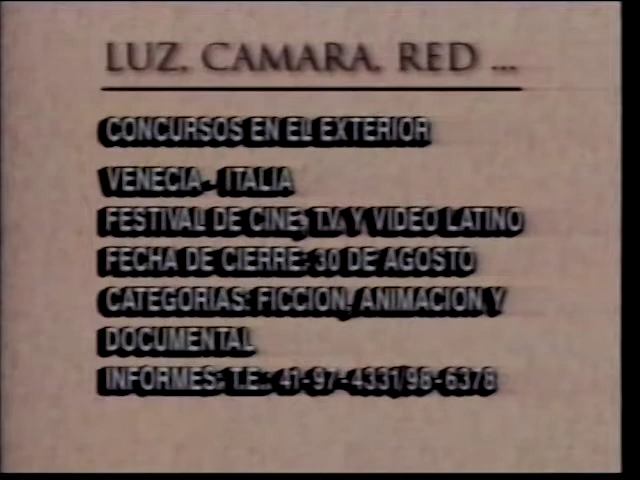 LUZ. CAMARA. RED ...
CONCURSOS EN EL EXTERIOR
VENECIA - ITALIA
FESTIVAL DE CINE, T.V. Y VIDEO LATINO
FECHA DE CIERRE: 30 DE AGOSTO
CATEGORIAS: FICCION, ANIMACION Y
DOCUMENTAL
INFORMES: T.E.: 41-97-4331/98-6378